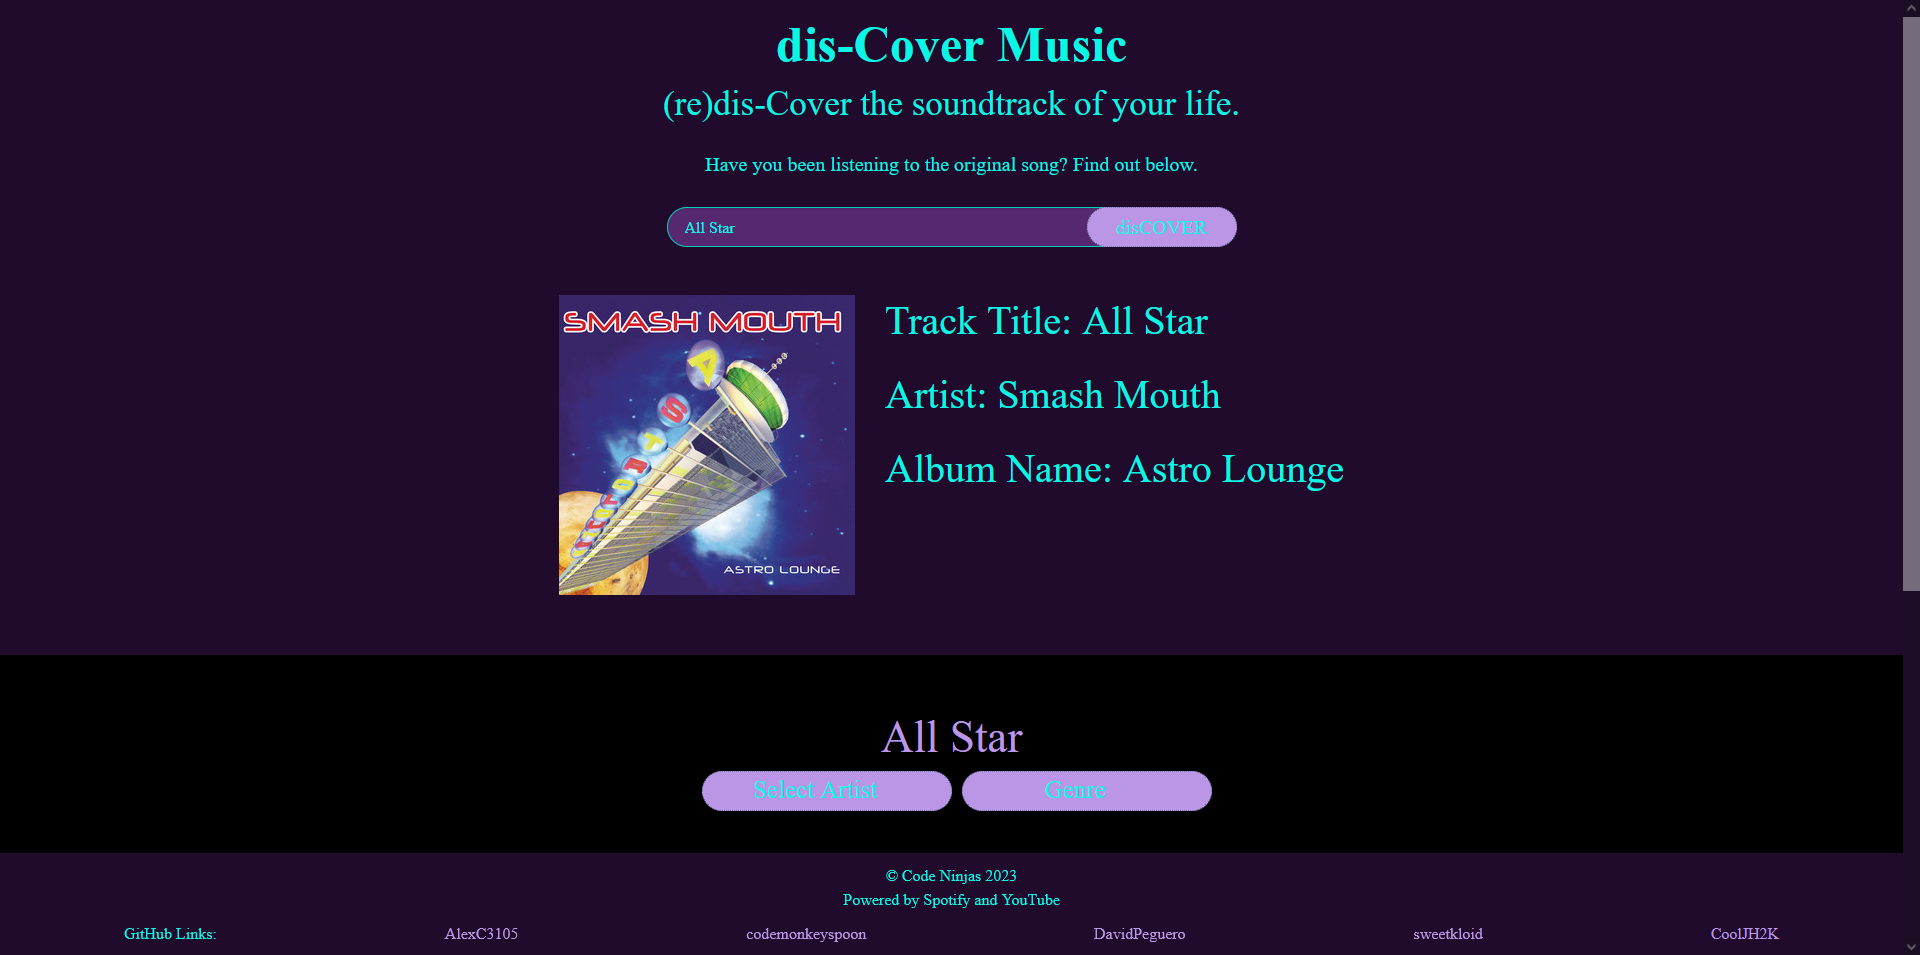 dis-Cover Music
(re)dis-Cover the soundtrack of your life.
Have you been listening to the original song? Find out below.
All Star
disCOVER
SMASH MOUTH
ASTRO LOUNGE
Track Title: All Star
Artist: Smash Mouth
Album Name: Astro Lounge
All Star
Select Artist
Genre
© Code Ninjas 2023
Powered by Spotify and YouTube
GitHub Links:
AlexC3105
codemonkeyspoon
DavidPeguero
sweetkloid
CoolJH2K